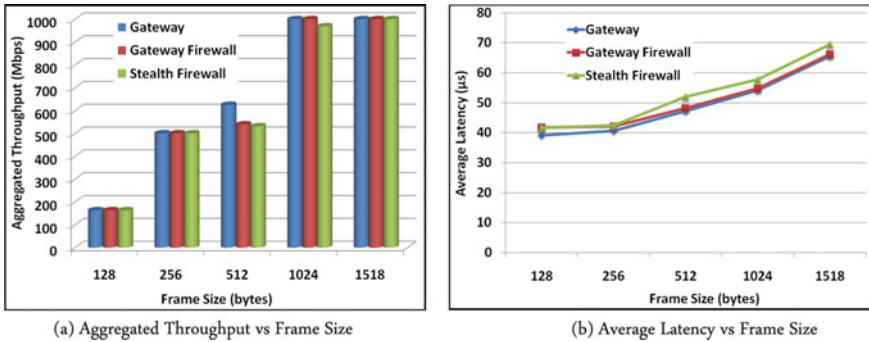 1000
900
800
700
600
500
400
300
200
100
0
Aggregated Throughput (Mbps)
Gateway
Gateway Firewall
Stealth Firewall
128 256 512 1024 1518
Frame Size (bytes)
(a) Aggregated Throughput vs Frame Size
80
70
60
50
40
30
20
10
0
Average Latency (µs)
Gateway
Gateway Firewall
Stealth Firewall
128 256 512 1024 1518
Frame Size (bytes)
(b) Average Latency vs Frame Size